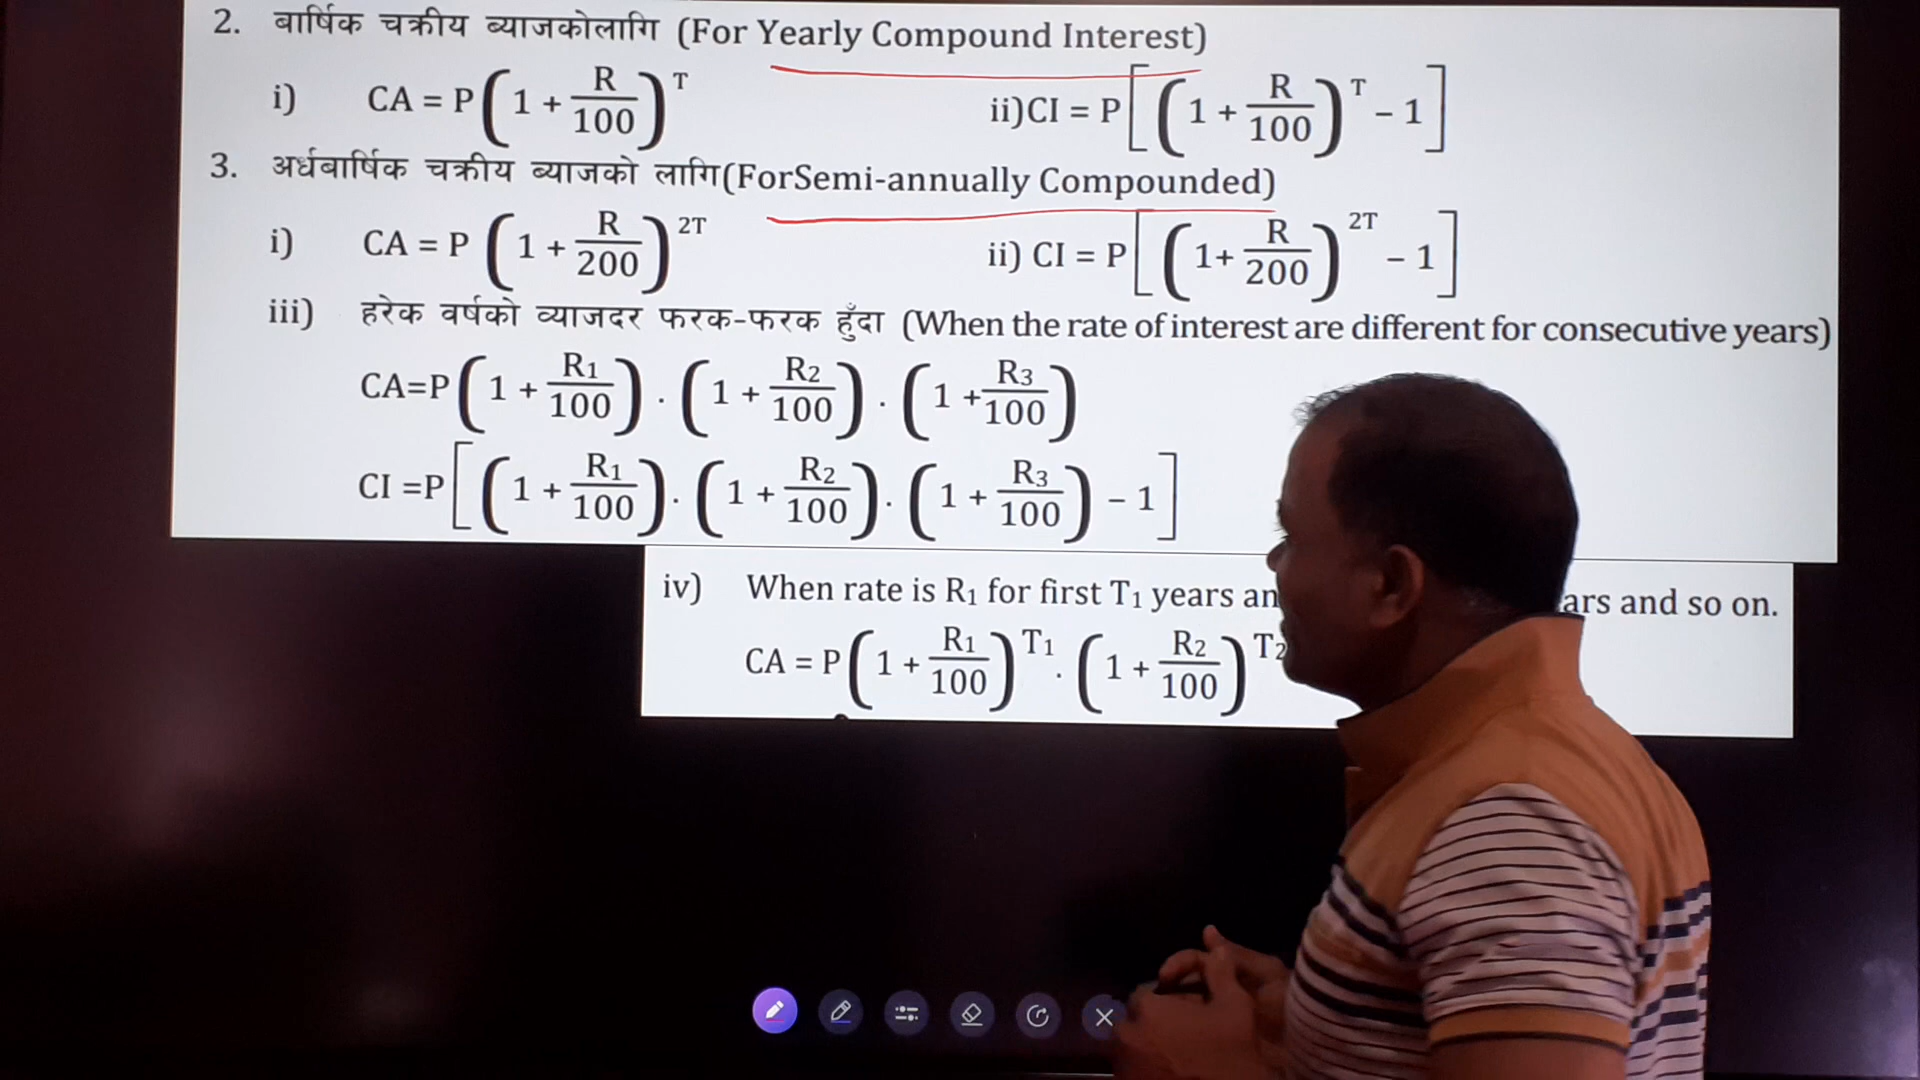 2. बार्षिक चक्रीय ब्याजकोलागि (For Yearly Compound Interest)
i) CA = P(1 + R/100)^T ii)CI = P[(1 + R/100)^T − 1]
3. अर्धबार्षिक चक्रीय ब्याजको लागि(ForSemi-annually Compounded)
i) CA = P (1 + R/200)^2T ii) CI = P[(1+ R/200)^2T − 1]
iii) हरेक वर्षको व्याजदर फरक-फरक हुँदा (When the rate of interest are different for consecutive years)
CA=P(1 + R₁/100) . (1 + R₂/100) . (1 + R₃/100)
CI =P[(1 + R₁/100) . (1 + R₂/100) . (1 + R₃/100) − 1]
iv) When rate is R₁ for first T₁ years and so on.
CA = P(1 + R₁/100)^T₁ . (1 + R₂/100)^T₂